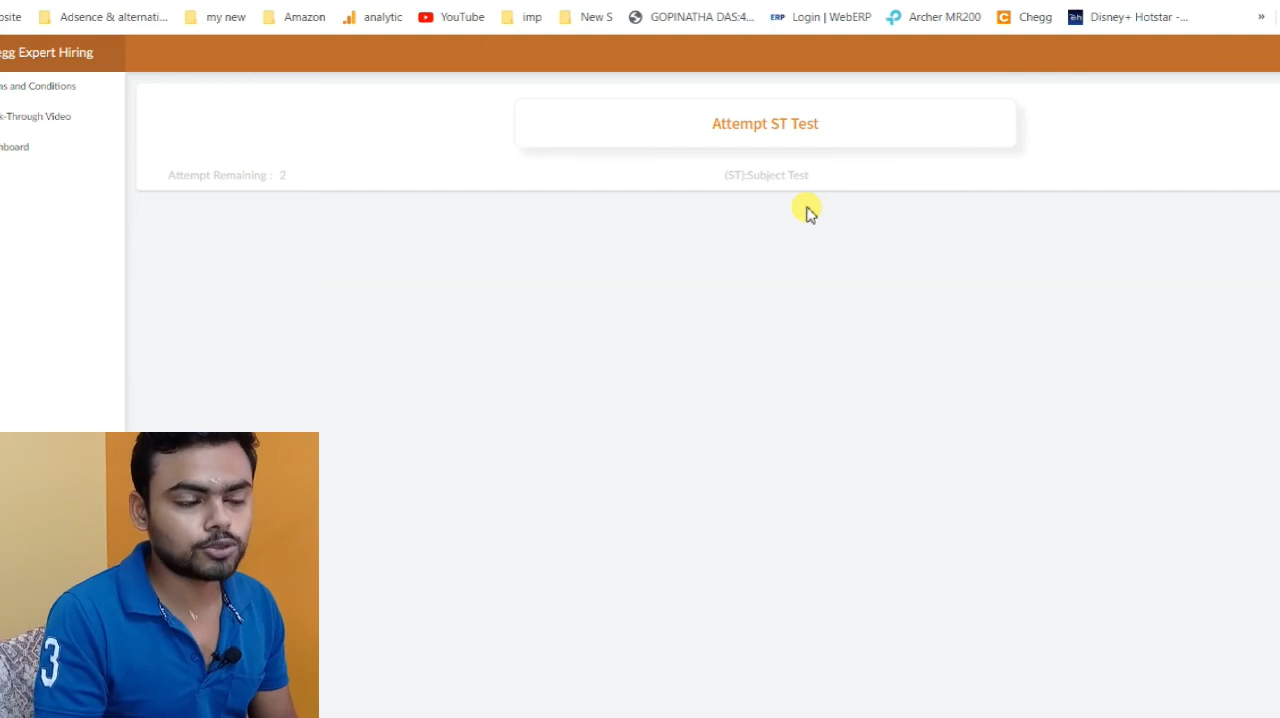 osite Adsence & alternati... my new Amazon analytic YouTube imp New S GOPINATHA DAS:4... ERP Login | WebERP Archer MR200 Chegg Disney+ Hotstar -... »
egg Expert Hiring
ns and Conditions
k-Through Video
hboard
Attempt ST Test
Attempt Remaining : 2 (ST):Subject Test
3